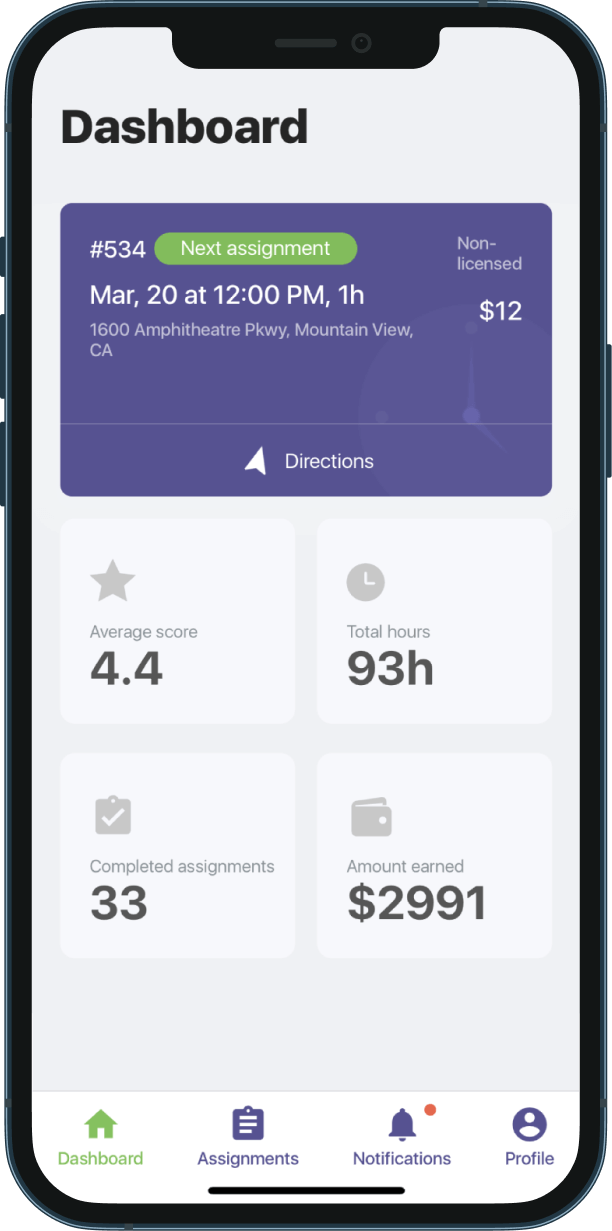 Dashboard
#534 Next assignment
Non-
licensed
Mar, 20 at 12:00 PM, 1h
$12
1600 Amphitheatre Pkwy, Mountain View,
CA
Directions
Average score
4.4
Total hours
93h
Completed assignments
33
Amount earned
$2991
Dashboard Assignments Notifications Profile